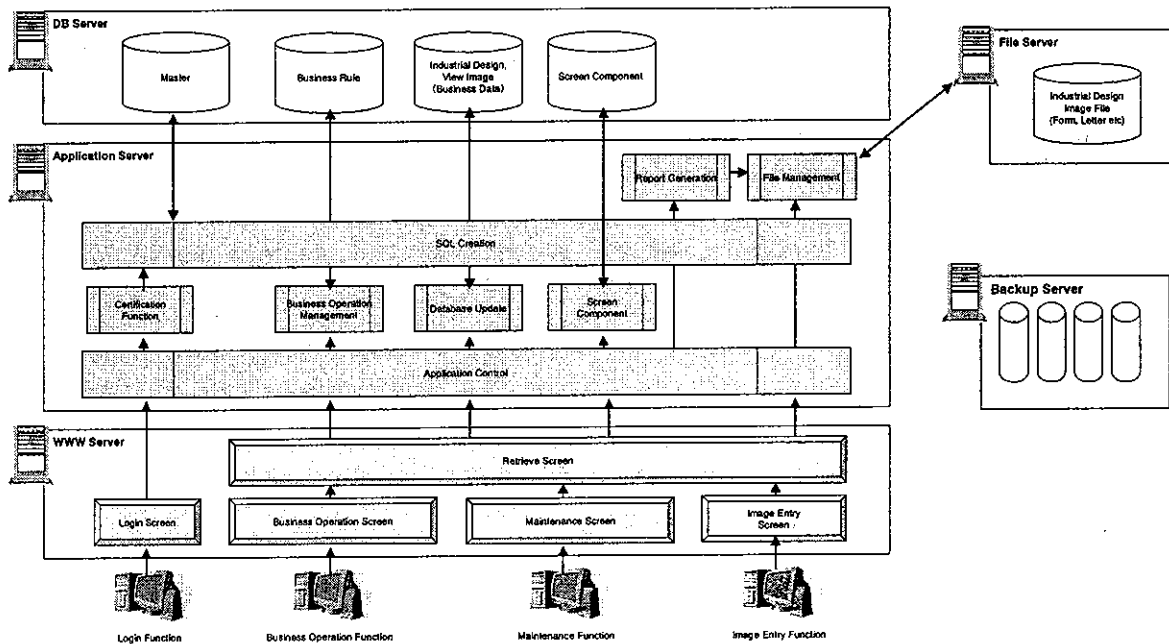 DB Server
Master
Business Rule
Industrial Design,
View Image
(Business Data)
Screen Component
File Server
Industrial Design
Image File
(Form, Letter etc)
Application Server
Report Generation
File Management
SQL Creation
Certification
Function
Business Operation
Management
Database Update
Screen
Component
Backup Server
Application Control
WWW Server
Retrieve Screen
Login Screen
Business Operation Screen
Maintenance Screen
Image Entry
Screen
Login Function
Business Operation Function
Maintenance Function
Image Entry Function